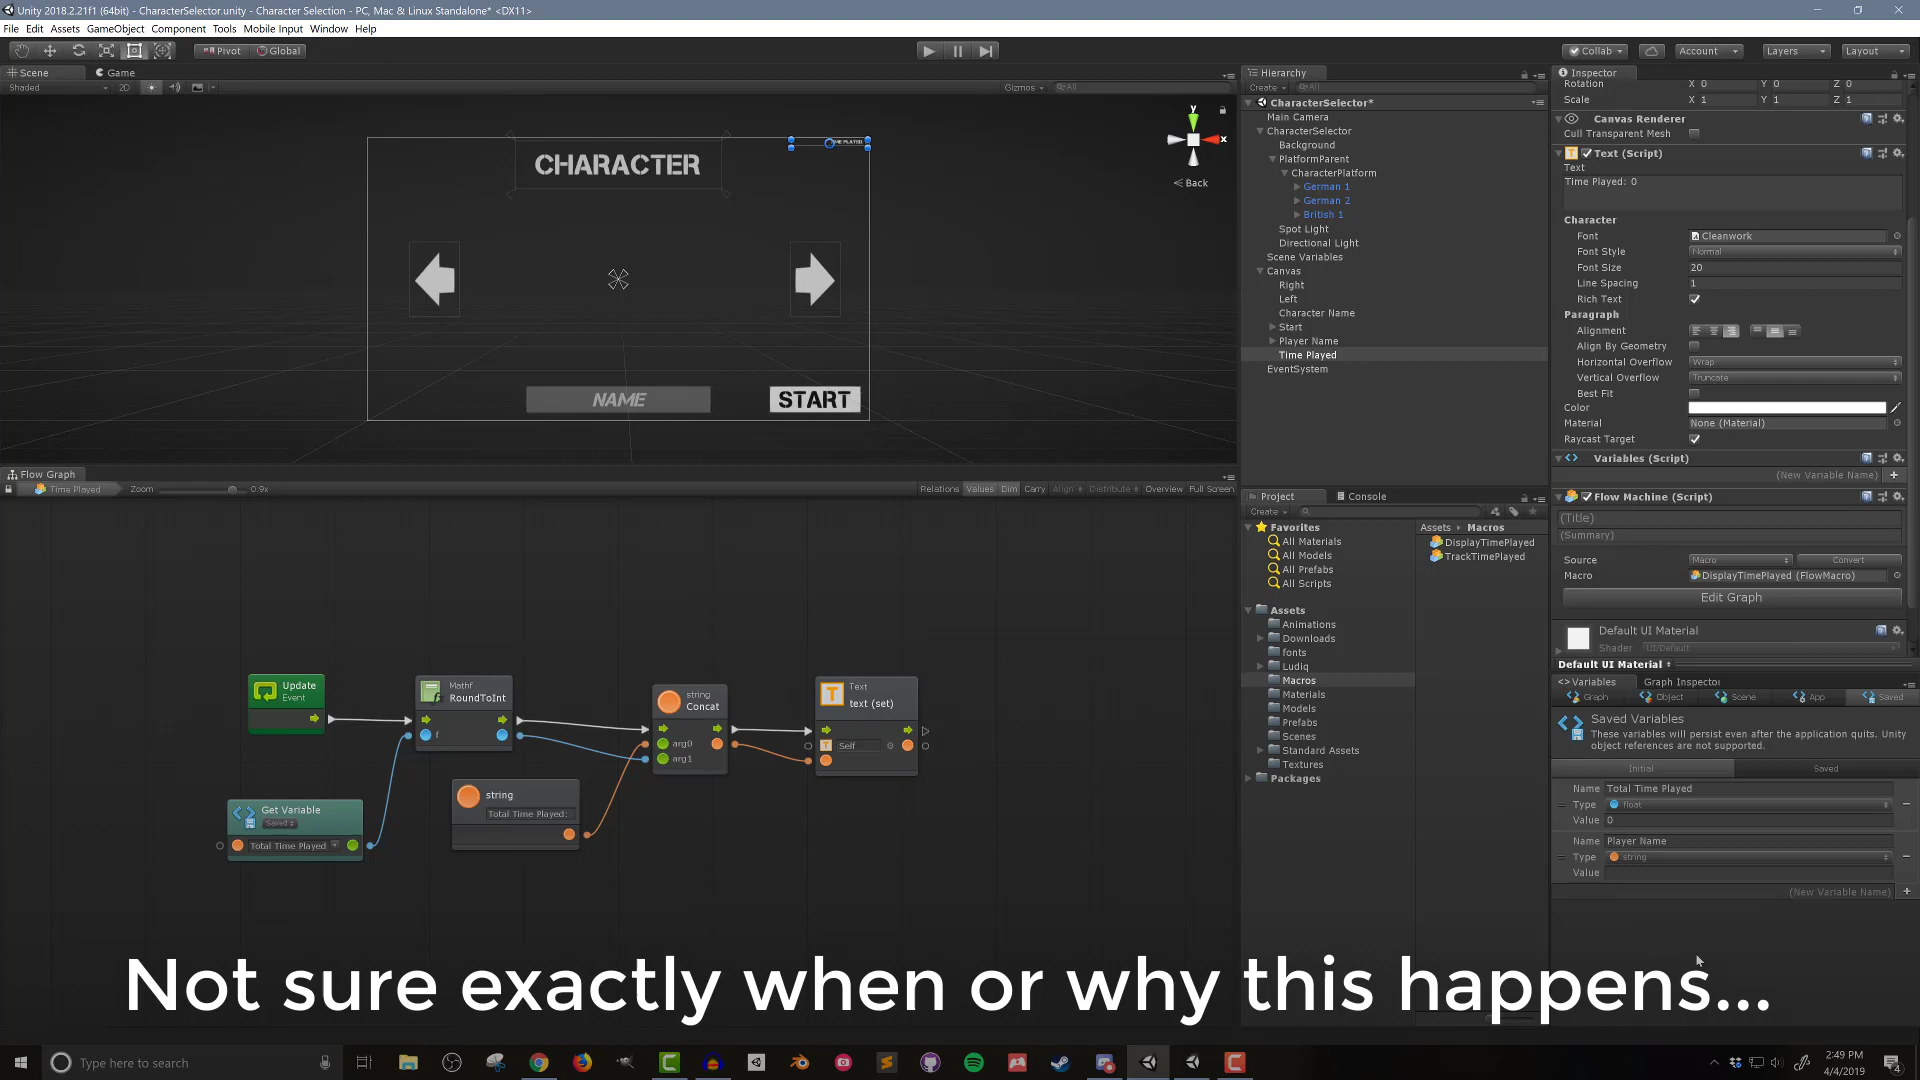 Unity 2018.2.21f1 (64bit) - CharacterSelector.unity - Character Selection - PC, Mac & Linux Standalone* <DX11>
File Edit Assets GameObject Component Tools Mobile Input Window Help
Pivot Global
Collab Account Layers Layout
Scene Game
Shaded 2D Gizmos All
CHARACTER
y
x
Back
NAME
START
Hierarchy
Create All
CharacterSelector*
Main Camera
CharacterSelector
Background
PlatformParent
CharacterPlatform
German 1
German 2
British 1
Spot Light
Directional Light
Scene Variables
Canvas
Right
Left
Character Name
Start
Player Name
Time Played
EventSystem
Inspector
Rotation X 0 Y 0 Z 0
Scale X 1 Y 1 Z 1
Canvas Renderer
Cull Transparent Mesh
Text (Script)
Text
Time Played: 0
Character
Font Cleanwork
Font Style Normal
Font Size 20
Line Spacing 1
Rich Text
Paragraph
Alignment
Align By Geometry
Horizontal Overflow Wrap
Vertical Overflow Truncate
Best Fit
Color
Material None (Material)
Raycast Target
Variables (Script)
(New Variable Name)
Flow Machine (Script)
(Title)
(Summary)
Source Macro Convert
Macro DisplayTimePlayed (FlowMacro)
Edit Graph
Default UI Material
Shader UI/Default
Default UI Material
Flow Graph
Time Played Zoom 0.9x
Relations Values Dim Carry Align Distribute Overview Full Screen
Update
Event
Mathf
RoundToInt
f
string
Concat
arg0
arg1
Text
text (set)
Self
Get Variable
Saved
Total Time Played
string
Total Time Played:
Project Console
Create
Favorites
All Materials
All Models
All Prefabs
All Scripts
Assets
Animations
Downloads
fonts
Ludiq
Macros
Materials
Models
Prefabs
Scenes
Standard Assets
Textures
Packages
Assets Macros
DisplayTimePlayed
TrackTimePlayed
Variables Graph Inspector
Graph Object Scene App Saved
Saved Variables
These variables will persist even after the application quits. Unity
object references are not supported.
Initial Saved
Name Total Time Played
Type float
Value 0
Name Player Name
Type string
Value
(New Variable Name)
Not sure exactly when or why this happens...
Type here to search
2:49 PM
4/4/2019
4